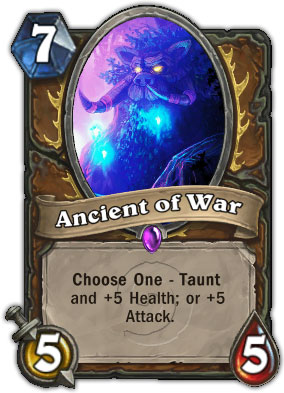 7
Ancient of War
Choose One - Taunt
and +5 Health; or +5
Attack.
5 5